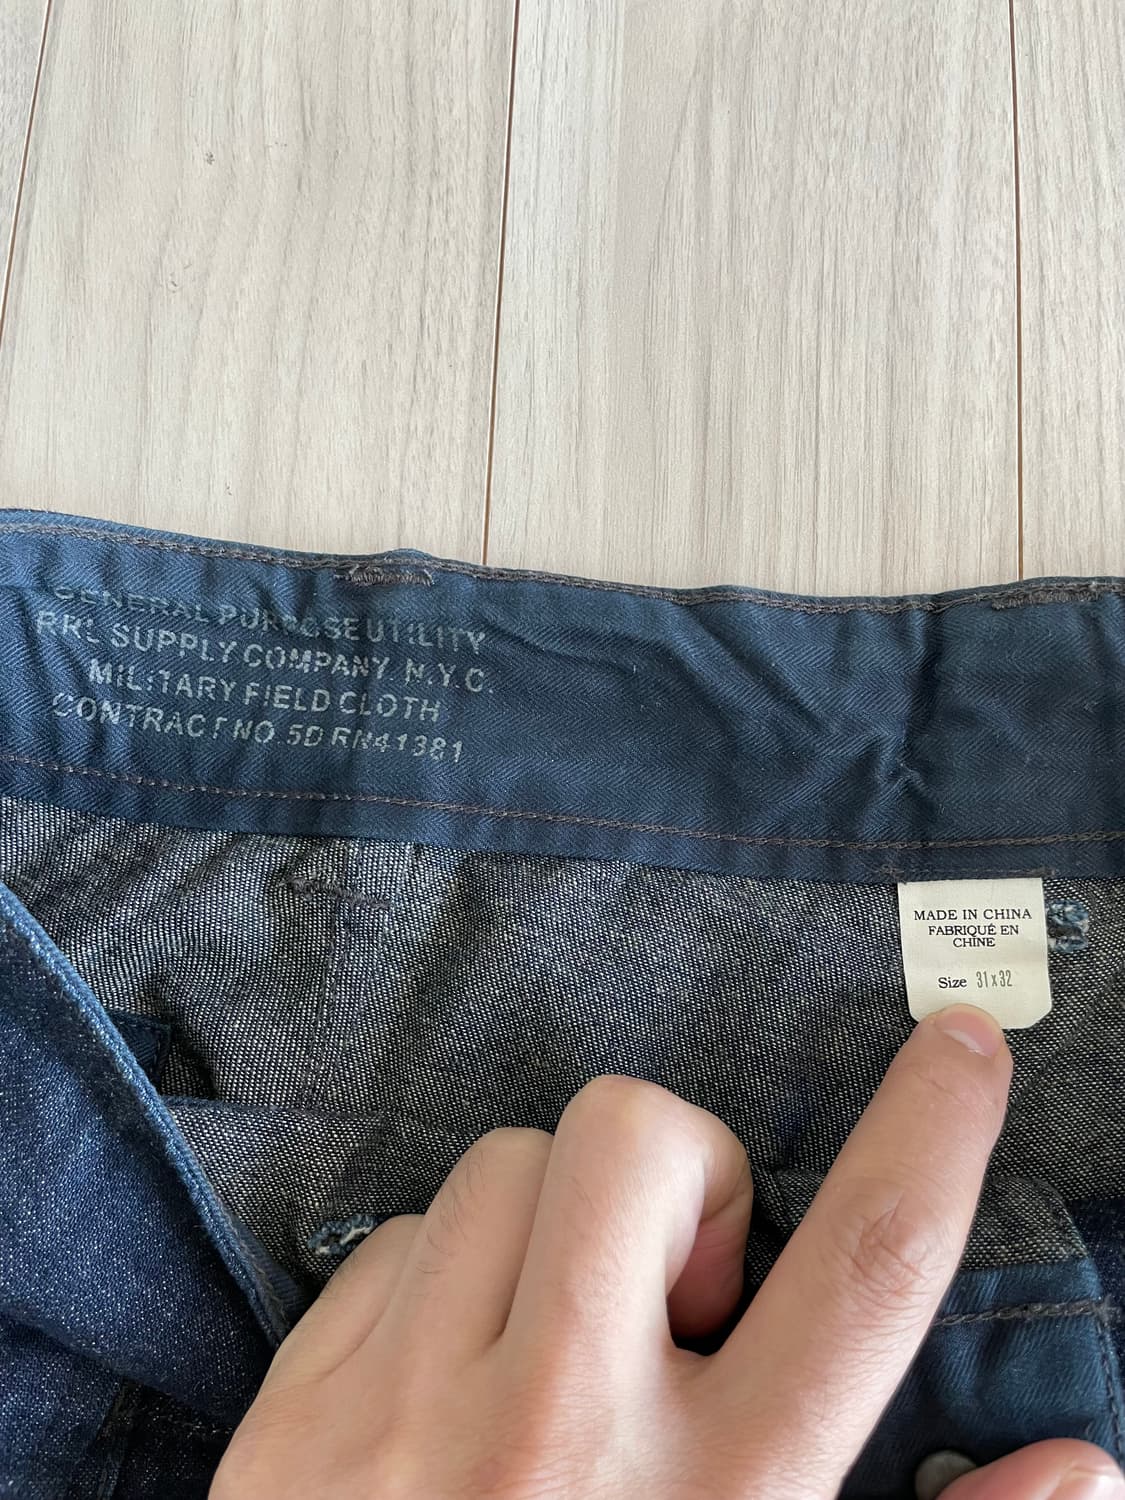 GENERAL PURPOSE UTILITY
RRL SUPPLY COMPANY, N.Y.C.
MILITARY FIELD CLOTH
CONTRACT NO. 5D RN41381
MADE IN CHINA
FABRIQUÉ EN
CHINE
Size 31x32